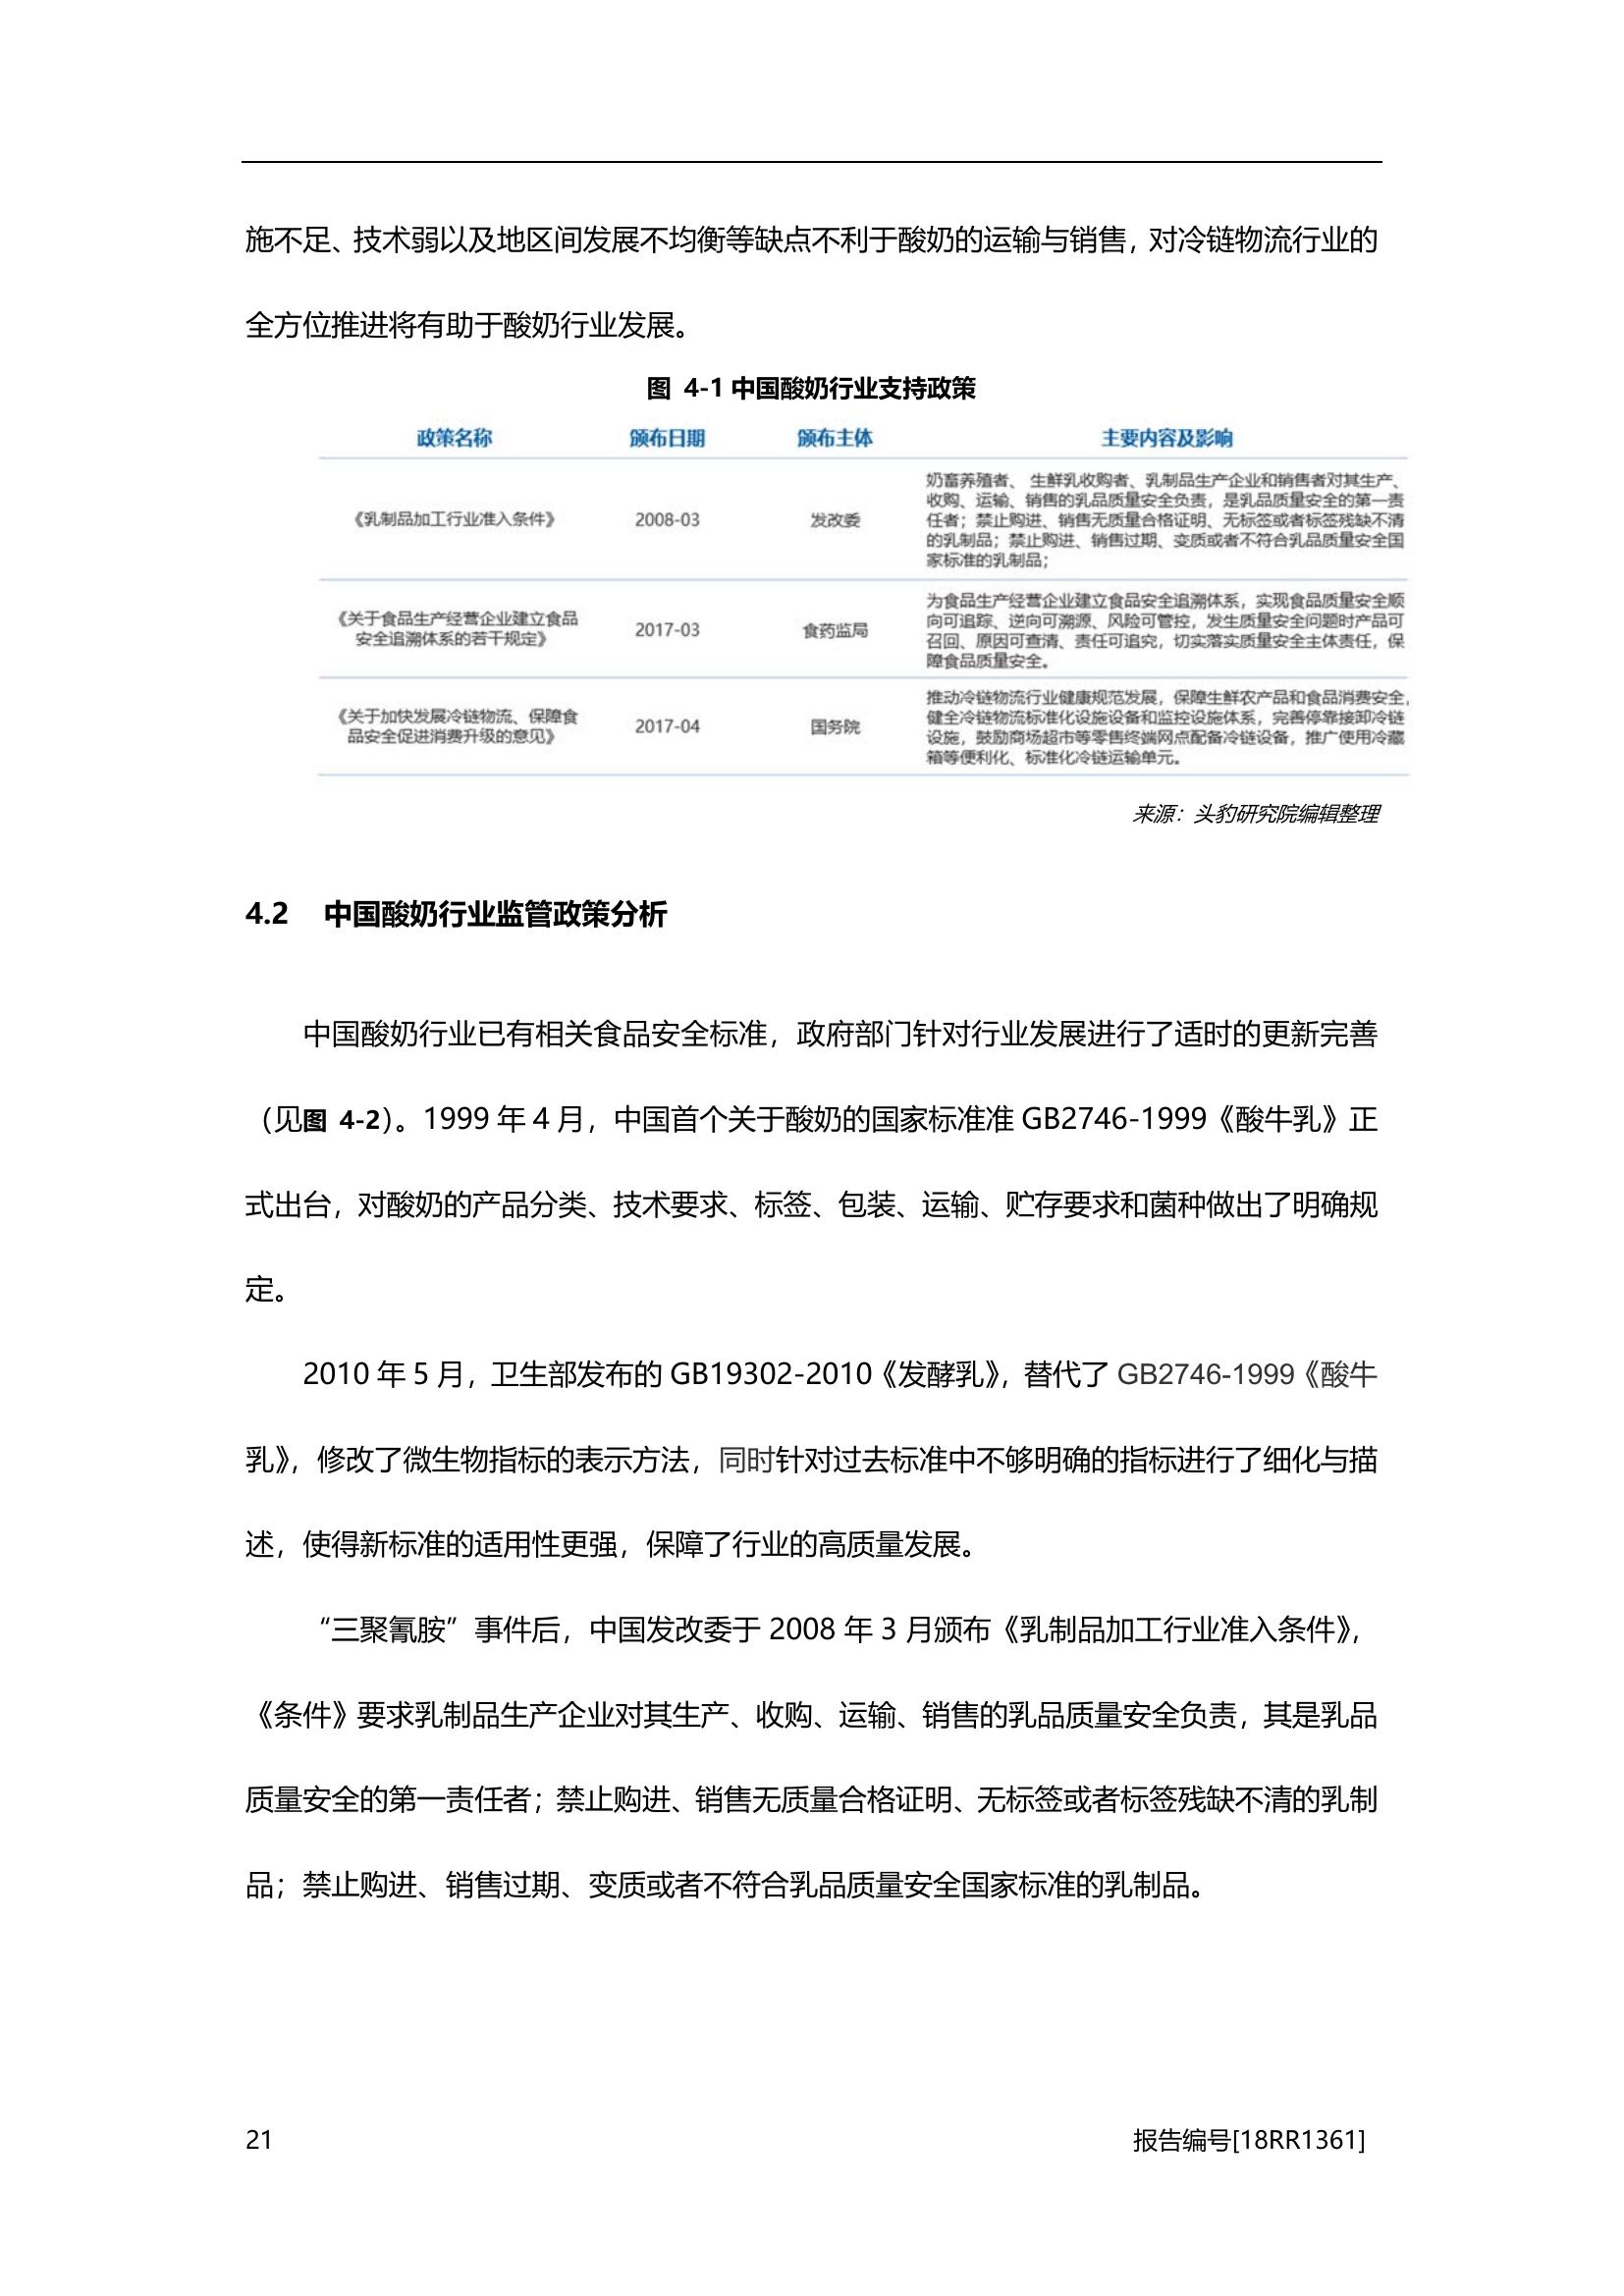 施不足、技术弱以及地区间发展不均衡等缺点不利于酸奶的运输与销售，对冷链物流行业的
全方位推进将有助于酸奶行业发展。
图 4-1 中国酸奶行业支持政策
政策名称 颁布日期 颁布主体 主要内容及影响
《乳制品加工行业准入条件》 2008-03 发改委
奶畜养殖者、 生鲜乳收购者、乳制品生产企业和销售者对其生产、
收购、运输、销售的乳品质量安全负责，是乳品质量安全的第一责
任者；禁止购进、销售无质量合格证明、无标签或者标签残缺不清
的乳制品；禁止购进、销售过期、变质或者不符合乳品质量安全国
家标准的乳制品；
《关于食品生产经营企业建立食品
安全追溯体系的若干规定》
2017-03 食药监局
为食品生产经营企业建立食品安全追溯体系，实现食品质量安全顺
向可追踪、逆向可溯源、风险可管控，发生质量安全问题时产品可
召回、原因可查清、责任可追究，切实落实质量安全主体责任，保
障食品质量安全。
《关于加快发展冷链物流、保障食
品安全促进消费升级的意见》
2017-04 国务院
推动冷链物流行业健康规范发展，保障生鲜农产品和食品消费安全，
健全冷链物流标准化设施设备和监控设施体系，完善停靠接卸冷链
设施，鼓励商场超市等零售终端网点配备冷链设备，推广使用冷藏
箱等便利化、标准化冷链运输单元。
来源：头豹研究院编辑整理
4.2 中国酸奶行业监管政策分析
中国酸奶行业已有相关食品安全标准，政府部门针对行业发展进行了适时的更新完善
（见图 4-2）。1999 年 4 月，中国首个关于酸奶的国家标准准 GB2746-1999《酸牛乳》正
式出台，对酸奶的产品分类、技术要求、标签、包装、运输、贮存要求和菌种做出了明确规
定。
2010 年 5 月，卫生部发布的 GB19302-2010《发酵乳》，替代了 GB2746-1999《酸牛
乳》，修改了微生物指标的表示方法，同时针对过去标准中不够明确的指标进行了细化与描
述，使得新标准的适用性更强，保障了行业的高质量发展。
“三聚氰胺”事件后，中国发改委于 2008 年 3 月颁布《乳制品加工行业准入条件》，
《条件》要求乳制品生产企业对其生产、收购、运输、销售的乳品质量安全负责，其是乳品
质量安全的第一责任者；禁止购进、销售无质量合格证明、无标签或者标签残缺不清的乳制
品；禁止购进、销售过期、变质或者不符合乳品质量安全国家标准的乳制品。
21 报告编号[18RR1361]